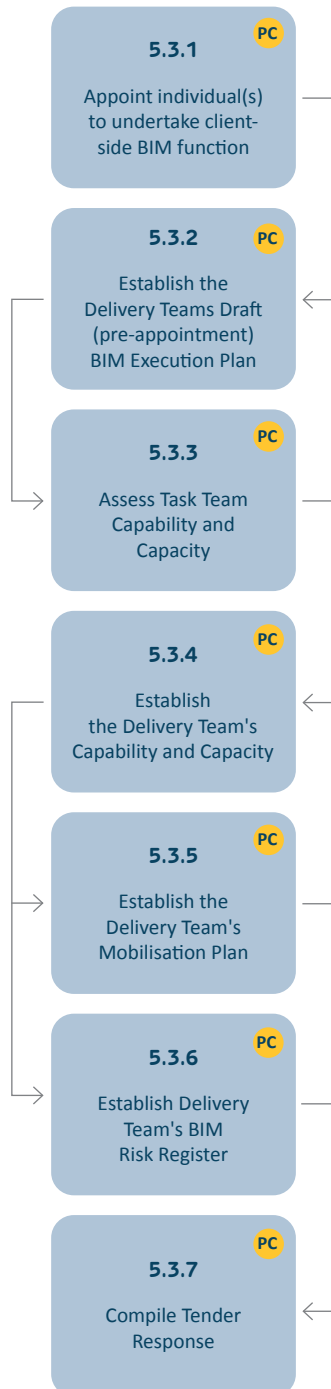 PC
5.3.1
Appoint individual(s)
to undertake client-
side BIM function
PC
5.3.2
Establish the
Delivery Teams Draft
(pre-appointment)
BIM Execution Plan
PC
5.3.3
Assess Task Team
Capability and
Capacity
PC
5.3.4
Establish
the Delivery Team's
Capability and Capacity
PC
5.3.5
Establish the
Delivery Team's
Mobilisation Plan
PC
5.3.6
Establish Delivery
Team's BIM
Risk Register
PC
5.3.7
Compile Tender
Response